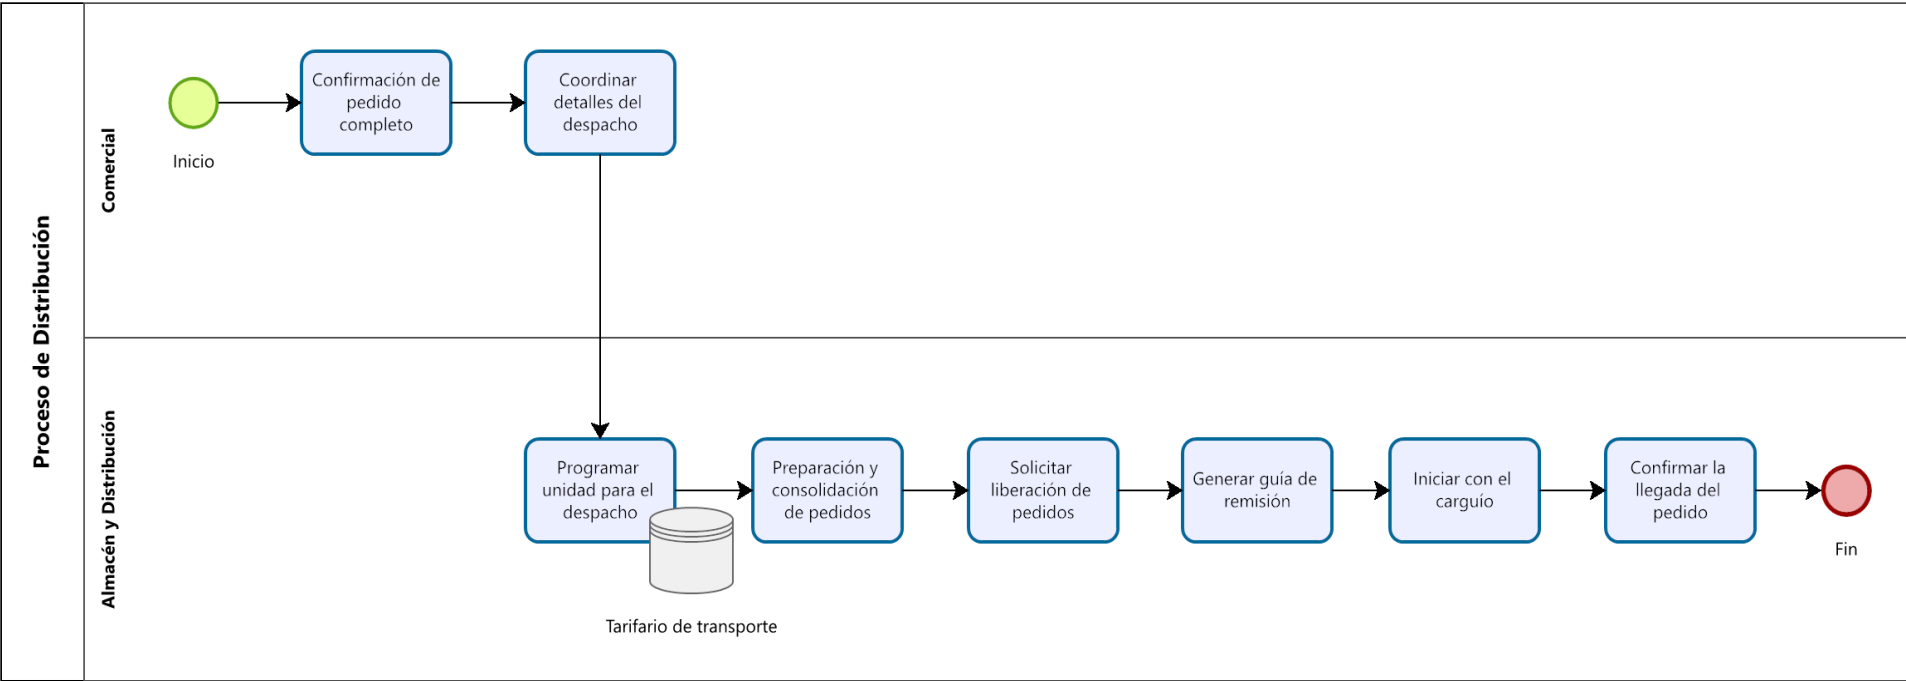 Proceso de Distribución
Comercial
Inicio
Confirmación de
pedido
completo
Coordinar
detalles del
despacho
Almacén y Distribución
Programar
unidad para el
despacho
Tarifario de transporte
Preparación y
consolidación
de pedidos
Solicitar
liberación de
pedidos
Generar guía de
remisión
Iniciar con el
carguío
Confirmar la
llegada del
pedido
Fin